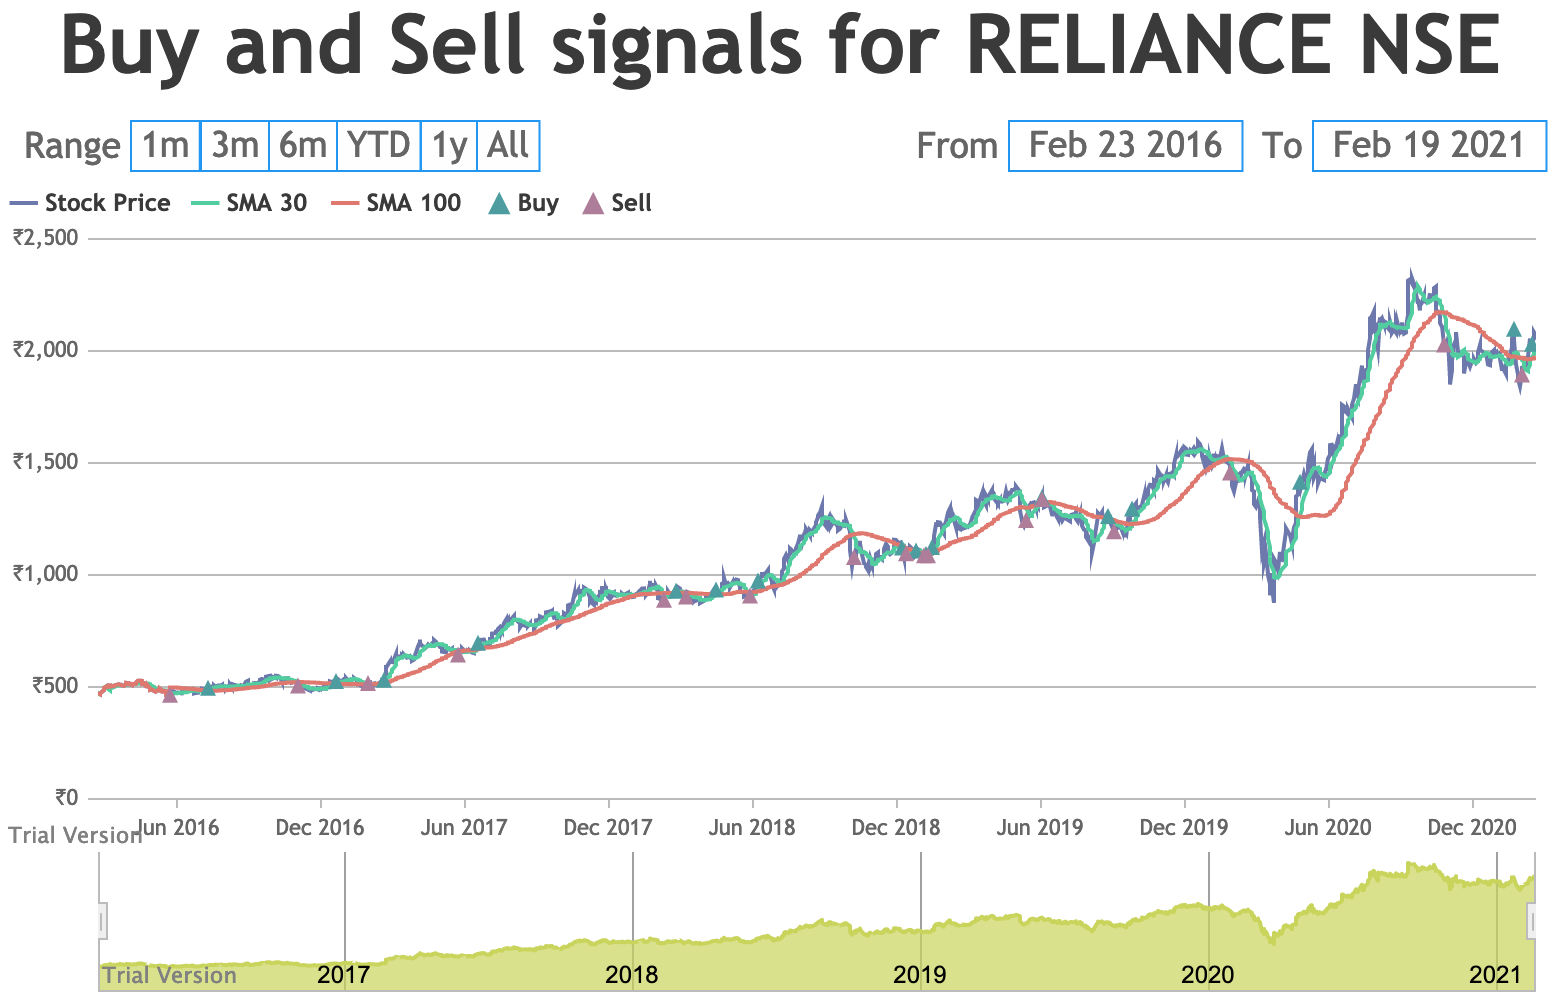 Buy and Sell signals for RELIANCE NSE
Range 1m 3m 6m YTD 1y All From Feb 23 2016 To Feb 19 2021
Stock Price SMA 30 SMA 100 Buy Sell
₹2,500
₹2,000
₹1,500
₹1,000
₹500
₹0
Jun 2016 Dec 2016 Jun 2017 Dec 2017 Jun 2018 Dec 2018 Jun 2019 Dec 2019 Jun 2020 Dec 2020
Trial Version
Trial Version 2017 2018 2019 2020 2021